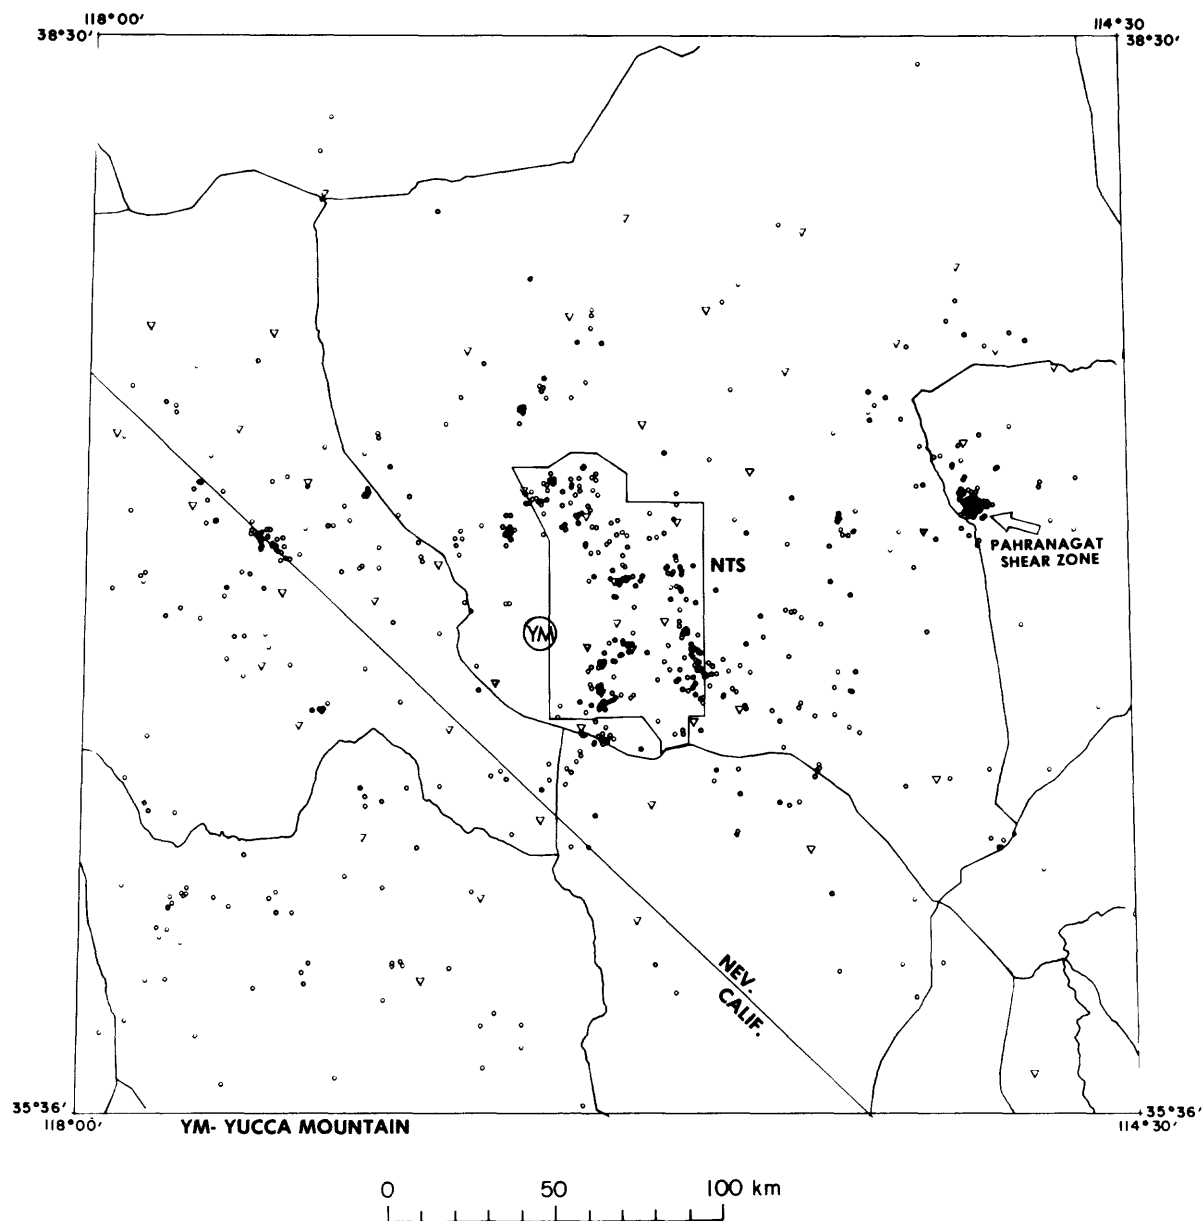 118°00′
114°30
38°30′
38°30′
NTS
PAHRANAGAT
SHEAR ZONE
YM
NEV.
CALIF.
35°36′
35°36′
118°00′
114°30′
YM- YUCCA MOUNTAIN
0 50 100 km